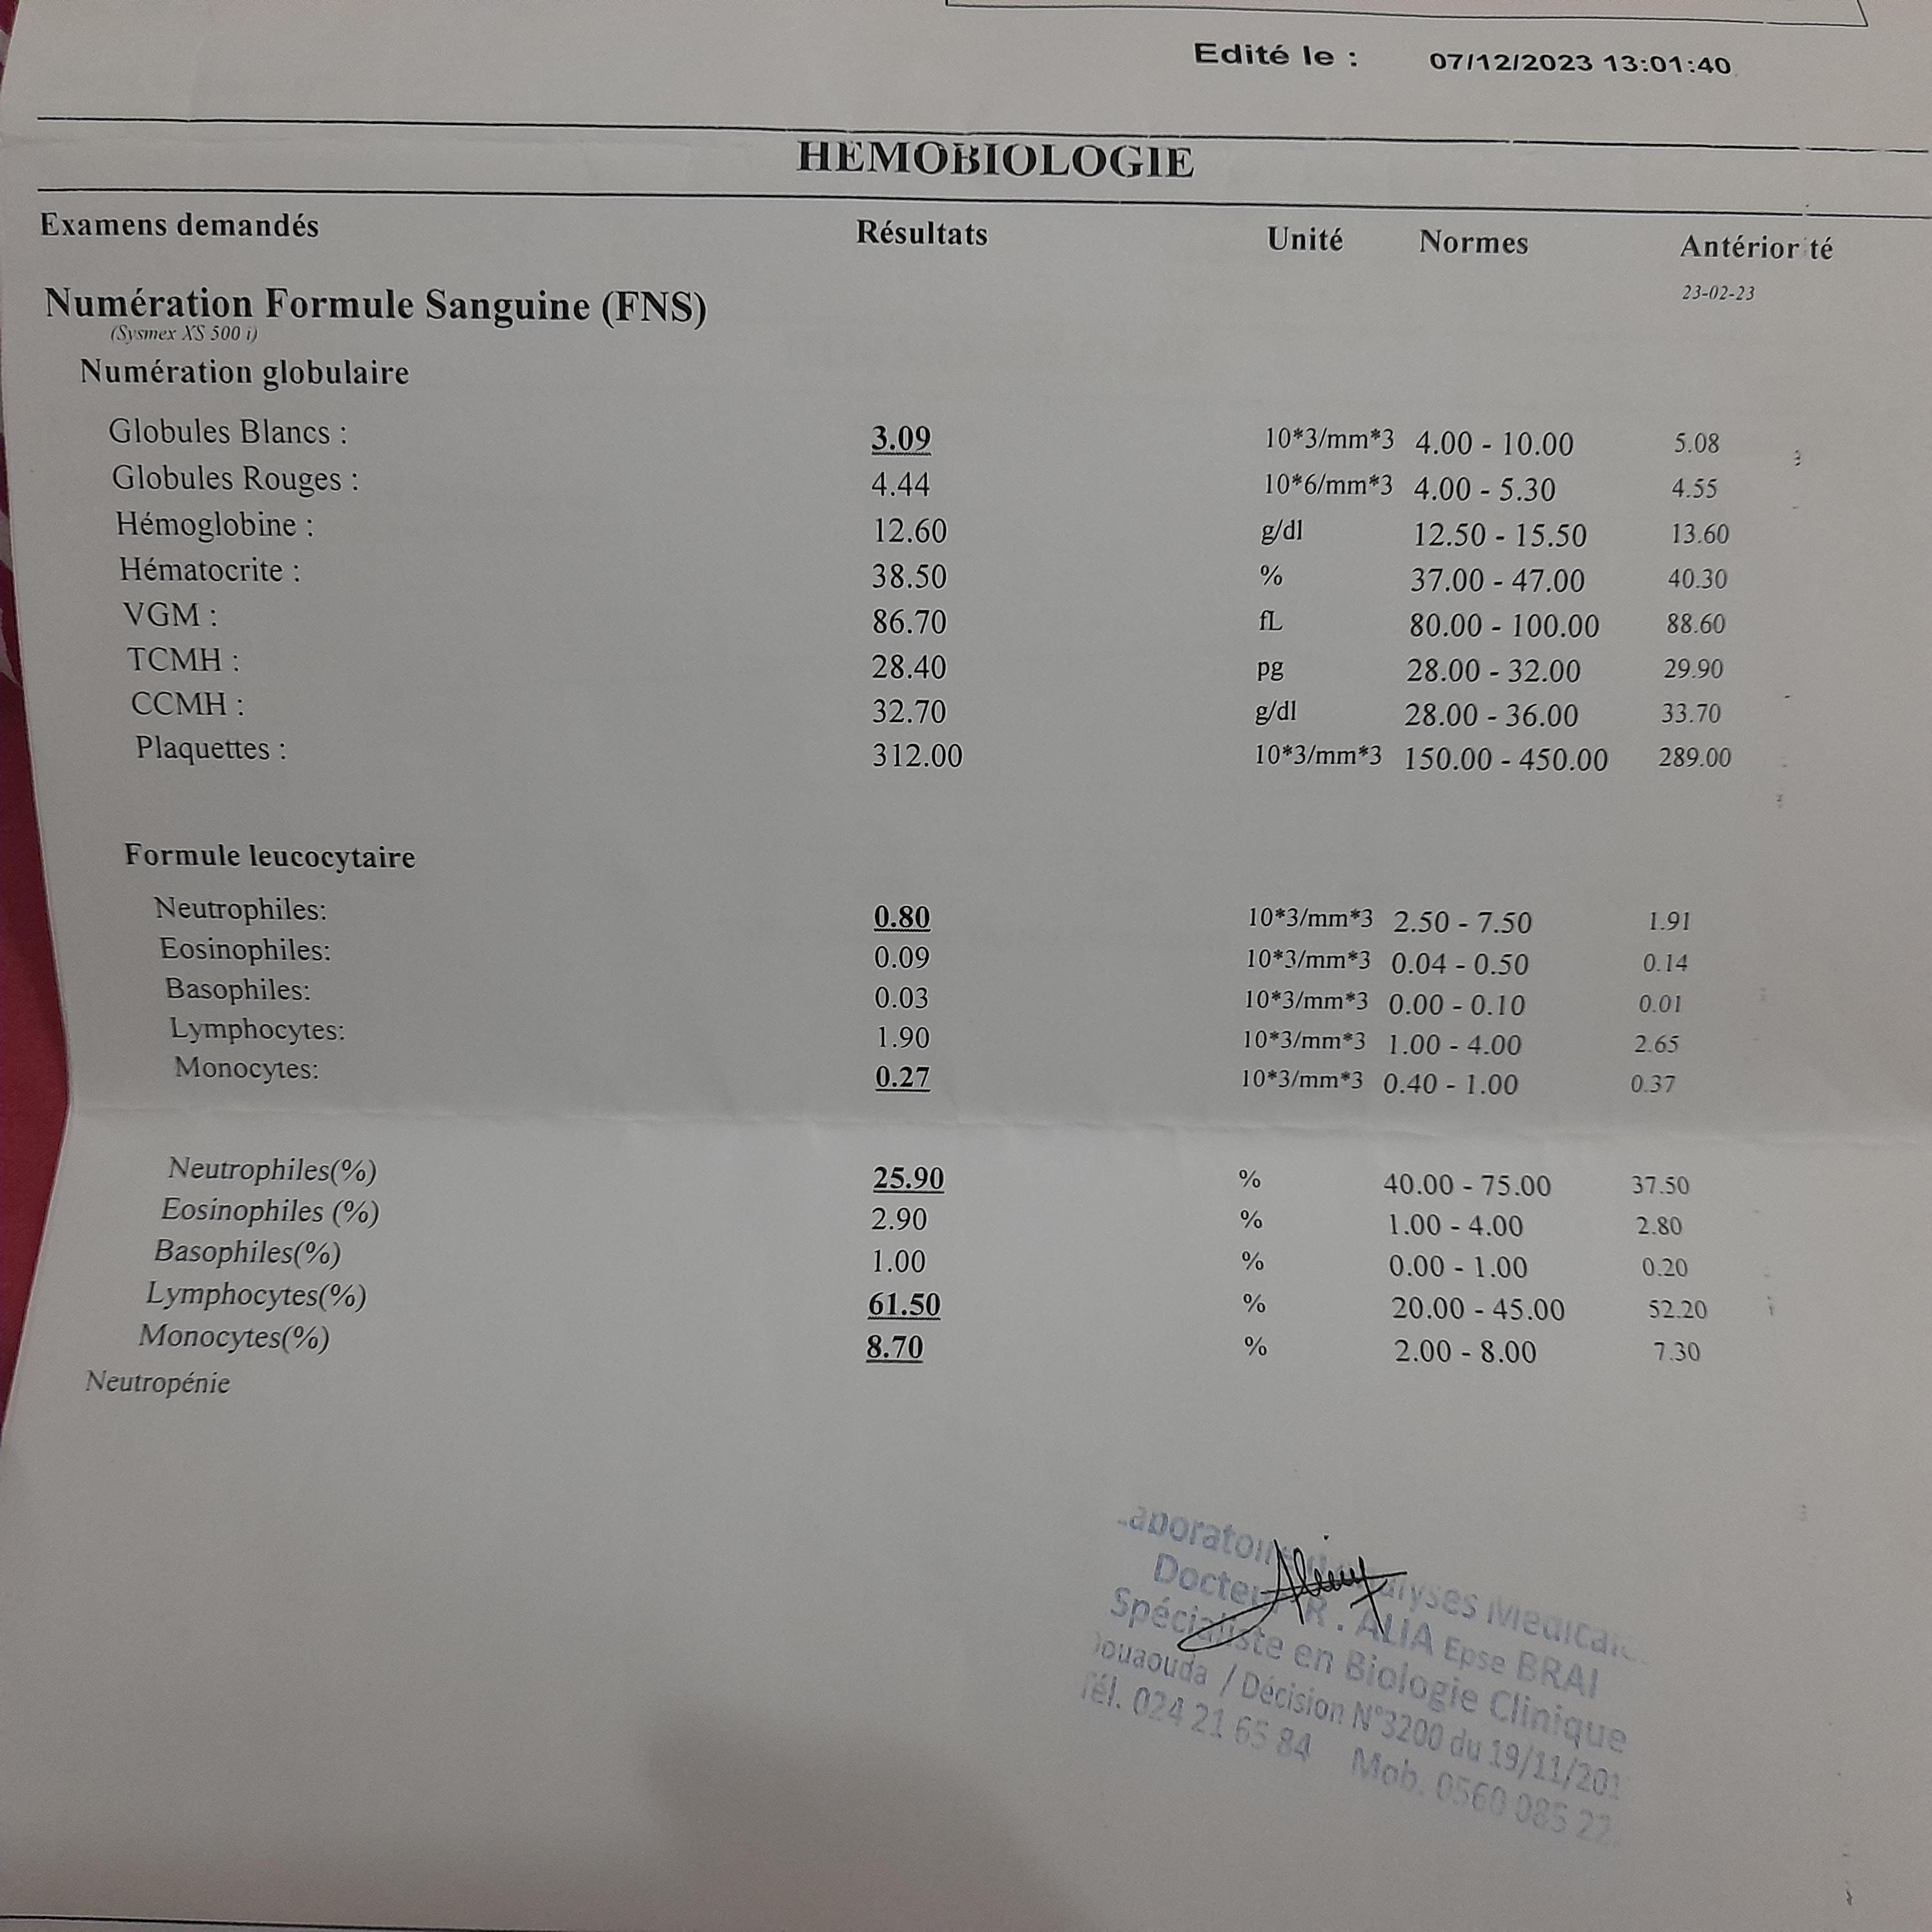 Edité le : 07/12/2023 13:01:40
HEMOBIOLOGIE
Examens demandés Résultats Unité Normes Antériorité
Numération Formule Sanguine (FNS) 23-02-23
(Sysmex XS 500 i)
Numération globulaire
Globules Blancs : 3.09 10*3/mm*3 4.00 - 10.00 5.08
Globules Rouges : 4.44 10*6/mm*3 4.00 - 5.30 4.55
Hémoglobine : 12.60 g/dl 12.50 - 15.50 13.60
Hématocrite : 38.50 % 37.00 - 47.00 40.30
VGM : 86.70 fL 80.00 - 100.00 88.60
TCMH : 28.40 pg 28.00 - 32.00 29.90
CCMH : 32.70 g/dl 28.00 - 36.00 33.70
Plaquettes : 312.00 10*3/mm*3 150.00 - 450.00 289.00
Formule leucocytaire
Neutrophiles: 0.80 10*3/mm*3 2.50 - 7.50 1.91
Eosinophiles: 0.09 10*3/mm*3 0.04 - 0.50 0.14
Basophiles: 0.03 10*3/mm*3 0.00 - 0.10 0.01
Lymphocytes: 1.90 10*3/mm*3 1.00 - 4.00 2.65
Monocytes: 0.27 10*3/mm*3 0.40 - 1.00 0.37
Neutrophiles(%) 25.90 % 40.00 - 75.00 37.50
Eosinophiles (%) 2.90 % 1.00 - 4.00 2.80
Basophiles(%) 1.00 % 0.00 - 1.00 0.20
Lymphocytes(%) 61.50 % 20.00 - 45.00 52.20
Monocytes(%) 8.70 % 2.00 - 8.00 7.30
Neutropénie
R. ALIA Epse BRAI
en Biologie Clinique
/ Décision N°3200 du 19/11/201
Tél. 024 21 65 84 Mob. 0560 085 22